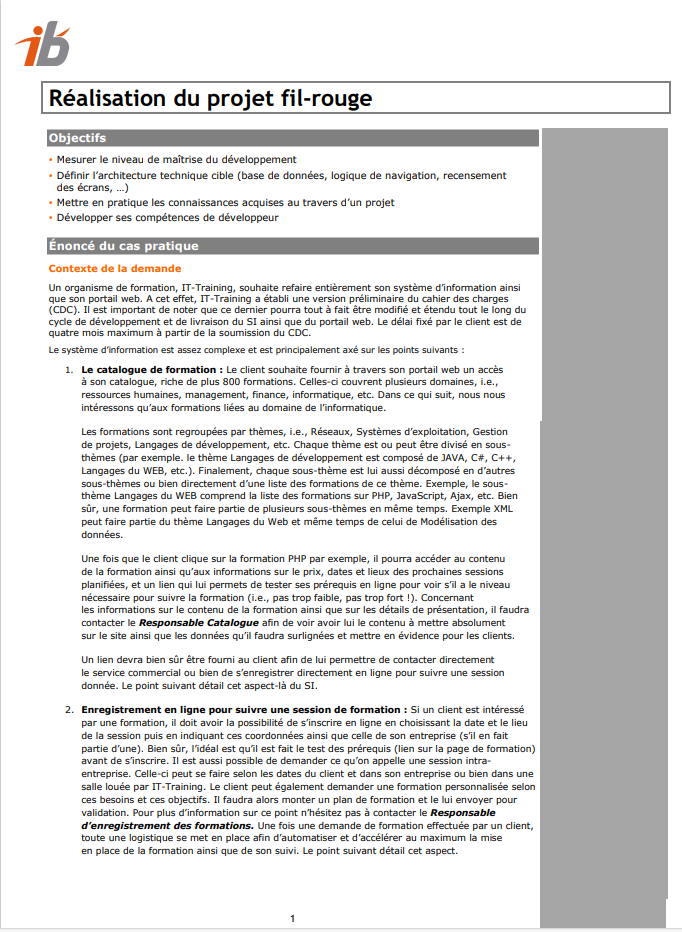 ib
Réalisation du projet fil-rouge
Objectifs
• Mesurer le niveau de maîtrise du développement
• Définir l’architecture technique cible (base de données, logique de navigation, recensement
des écrans, …)
• Mettre en pratique les connaissances acquises au travers d’un projet
• Développer ses compétences de développeur
Énoncé du cas pratique
Contexte de la demande
Un organisme de formation, IT-Training, souhaite refaire entièrement son système d’information ainsi
que son portail web. A cet effet, IT-Training a établi une version préliminaire du cahier des charges
(CDC). Il est important de noter que ce dernier pourra tout à fait être modifié et étendu tout le long du
cycle de développement et de livraison du SI ainsi que du portail web. Le délai fixé par le client est de
quatre mois maximum à partir de la soumission du CDC.
Le système d’information est assez complexe et est principalement axé sur les points suivants :
1. Le catalogue de formation : Le client souhaite fournir à travers son portail web un accès
à son catalogue, riche de plus 800 formations. Celles-ci couvrent plusieurs domaines, i.e.,
ressources humaines, management, finance, informatique, etc. Dans ce qui suit, nous nous
intéressons qu’aux formations liées au domaine de l’informatique.
Les formations sont regroupées par thèmes, i.e., Réseaux, Systèmes d’exploitation, Gestion
de projets, Langages de développement, etc. Chaque thème est ou peut être divisé en sous-
thèmes (par exemple. le thème Langages de développement est composé de JAVA, C#, C++,
Langages du WEB, etc.). Finalement, chaque sous-thème est lui aussi décomposé en d’autres
sous-thèmes ou bien directement d’une liste des formations de ce thème. Exemple, le sous-
thème Langages du WEB comprend la liste des formations sur PHP, JavaScript, Ajax, etc. Bien
sûr, une formation peut faire partie de plusieurs sous-thèmes en même temps. Exemple XML
peut faire partie du thème Langages du Web et même temps de celui de Modélisation des
données.
Une fois que le client clique sur la formation PHP par exemple, il pourra accéder au contenu
de la formation ainsi qu’aux informations sur le prix, dates et lieux des prochaines sessions
planifiées, et un lien qui lui permets de tester ses prérequis en ligne pour voir s’il a le niveau
nécessaire pour suivre la formation (i.e., pas trop faible, pas trop fort !). Concernant
les informations sur le contenu de la formation ainsi que sur les détails de présentation, il faudra
contacter le Responsable Catalogue afin de voir avoir lui le contenu à mettre absolument
sur le site ainsi que les données qu’il faudra surlignées et mettre en évidence pour les clients.
Un lien devra bien sûr être fourni au client afin de lui permettre de contacter directement
le service commercial ou bien de s’enregistrer directement en ligne pour suivre une session
donnée. Le point suivant détail cet aspect-là du SI.
2. Enregistrement en ligne pour suivre une session de formation : Si un client est intéressé
par une formation, il doit avoir la possibilité de s’inscrire en ligne en choisissant la date et le lieu
de la session puis en indiquant ces coordonnées ainsi que celle de son entreprise (s’il en fait
partie d’une). Bien sûr, l’idéal est qu’il est fait le test des prérequis (lien sur la page de formation)
avant de s’inscrire. Il est aussi possible de demander ce qu’on appelle une session intra-
entreprise. Celle-ci peut se faire selon les dates du client et dans son entreprise ou bien dans une
salle louée par IT-Training. Le client peut également demander une formation personnalisée selon
ces besoins et ces objectifs. Il faudra alors monter un plan de formation et le lui envoyer pour
validation. Pour plus d’information sur ce point n’hésitez pas à contacter le Responsable
d’enregistrement des formations. Une fois une demande de formation effectuée par un client,
toute une logistique se met en place afin d’automatiser et d’accélérer au maximum la mise
en place de la formation ainsi que de son suivi. Le point suivant détail cet aspect.
1